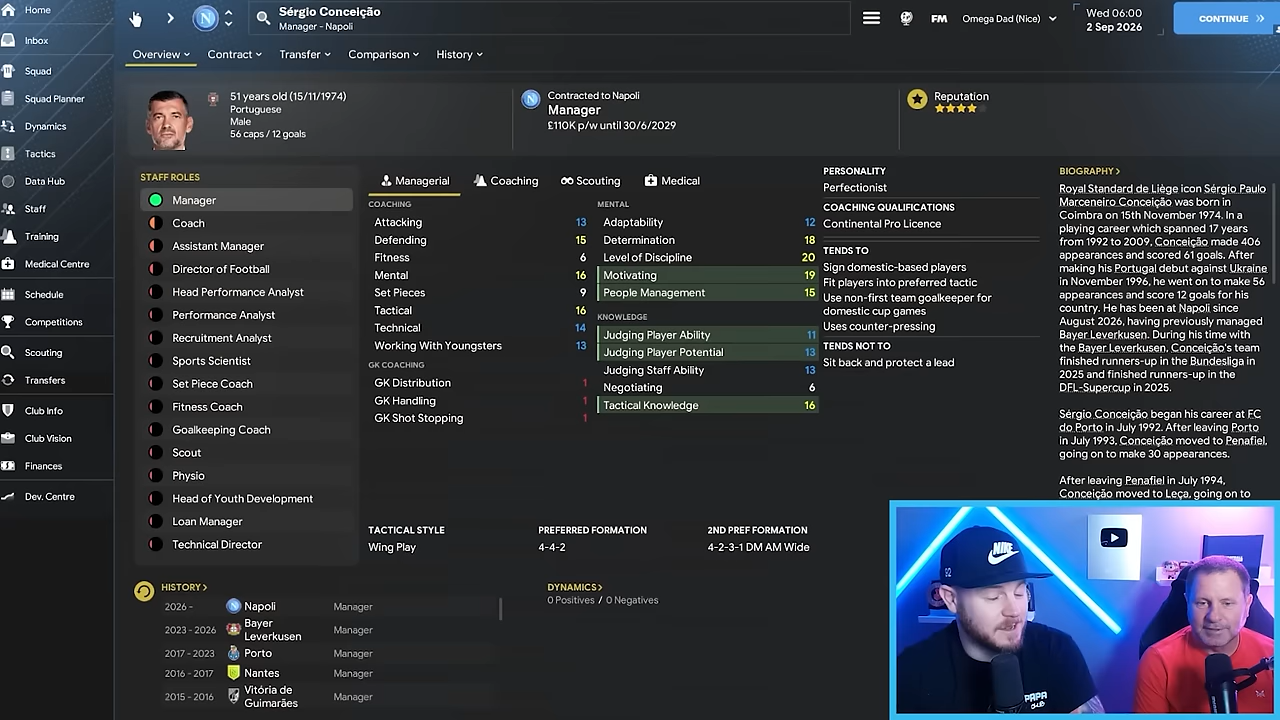 Home
Inbox
Squad
Squad Planner
Dynamics
Tactics
Data Hub
Staff
Training
Medical Centre
Schedule
Competitions
Scouting
Transfers
Club Info
Club Vision
Finances
Dev. Centre
N
Sérgio Conceição
Manager - Napoli
FM
Omega Dad (Nice)
Wed 06:00
2 Sep 2026
CONTINUE
Overview
Contract
Transfer
Comparison
History
51 years old (15/11/1974)
Portuguese
Male
56 caps / 12 goals
Contracted to Napoli
Manager
£110K p/w until 30/6/2029
Reputation
STAFF ROLES
Manager
Coach
Assistant Manager
Director of Football
Head Performance Analyst
Performance Analyst
Recruitment Analyst
Sports Scientist
Set Piece Coach
Fitness Coach
Goalkeeping Coach
Scout
Physio
Head of Youth Development
Loan Manager
Technical Director
Managerial
Coaching
Scouting
Medical
COACHING
Attacking 13
Defending 15
Fitness 6
Mental 16
Set Pieces 9
Tactical 16
Technical 14
Working With Youngsters 13
GK COACHING
GK Distribution 1
GK Handling 1
GK Shot Stopping 1
MENTAL
Adaptability 12
Determination 18
Level of Discipline 20
Motivating 19
People Management 15
KNOWLEDGE
Judging Player Ability 11
Judging Player Potential 13
Judging Staff Ability 13
Negotiating 6
Tactical Knowledge 16
PERSONALITY
Perfectionist
COACHING QUALIFICATIONS
Continental Pro Licence
TENDS TO
Sign domestic-based players
Fit players into preferred tactic
Use non-first team goalkeeper for
domestic cup games
Uses counter-pressing
TENDS NOT TO
Sit back and protect a lead
BIOGRAPHY >
Royal Standard de Liège icon Sérgio Paulo
Marceneiro Conceição was born in
Coimbra on 15th November 1974. In a
playing career which spanned 17 years
from 1992 to 2009, Conceição made 406
appearances and scored 61 goals. After
making his Portugal debut against Ukraine
in November 1996, he went on to make 56
appearances and score 12 goals for his
country. He has been at Napoli since
August 2026, having previously managed
Bayer Leverkusen. During his time with
the Bayer Leverkusen, Conceição's team
finished runners-up in the Bundesliga in
2025 and finished runners-up in the
DFL-Supercup in 2025.
Sérgio Conceição began his career at FC
do Porto in July 1992. After leaving Porto
in July 1993, Conceição moved to Penafiel,
going on to make 30 appearances.
After leaving Penafiel in July 1994,
Conceição moved to Leça, going on to
TACTICAL STYLE
Wing Play
PREFERRED FORMATION
4-4-2
2ND PREF FORMATION
4-2-3-1 DM AM Wide
HISTORY >
2026 - Napoli Manager
2023 - 2026 Bayer
Leverkusen Manager
2017 - 2023 Porto Manager
2016 - 2017 Nantes Manager
2015 - 2016 Vitória de
Guimarães Manager
DYNAMICS >
0 Positives / 0 Negatives
NIKE
PAPA